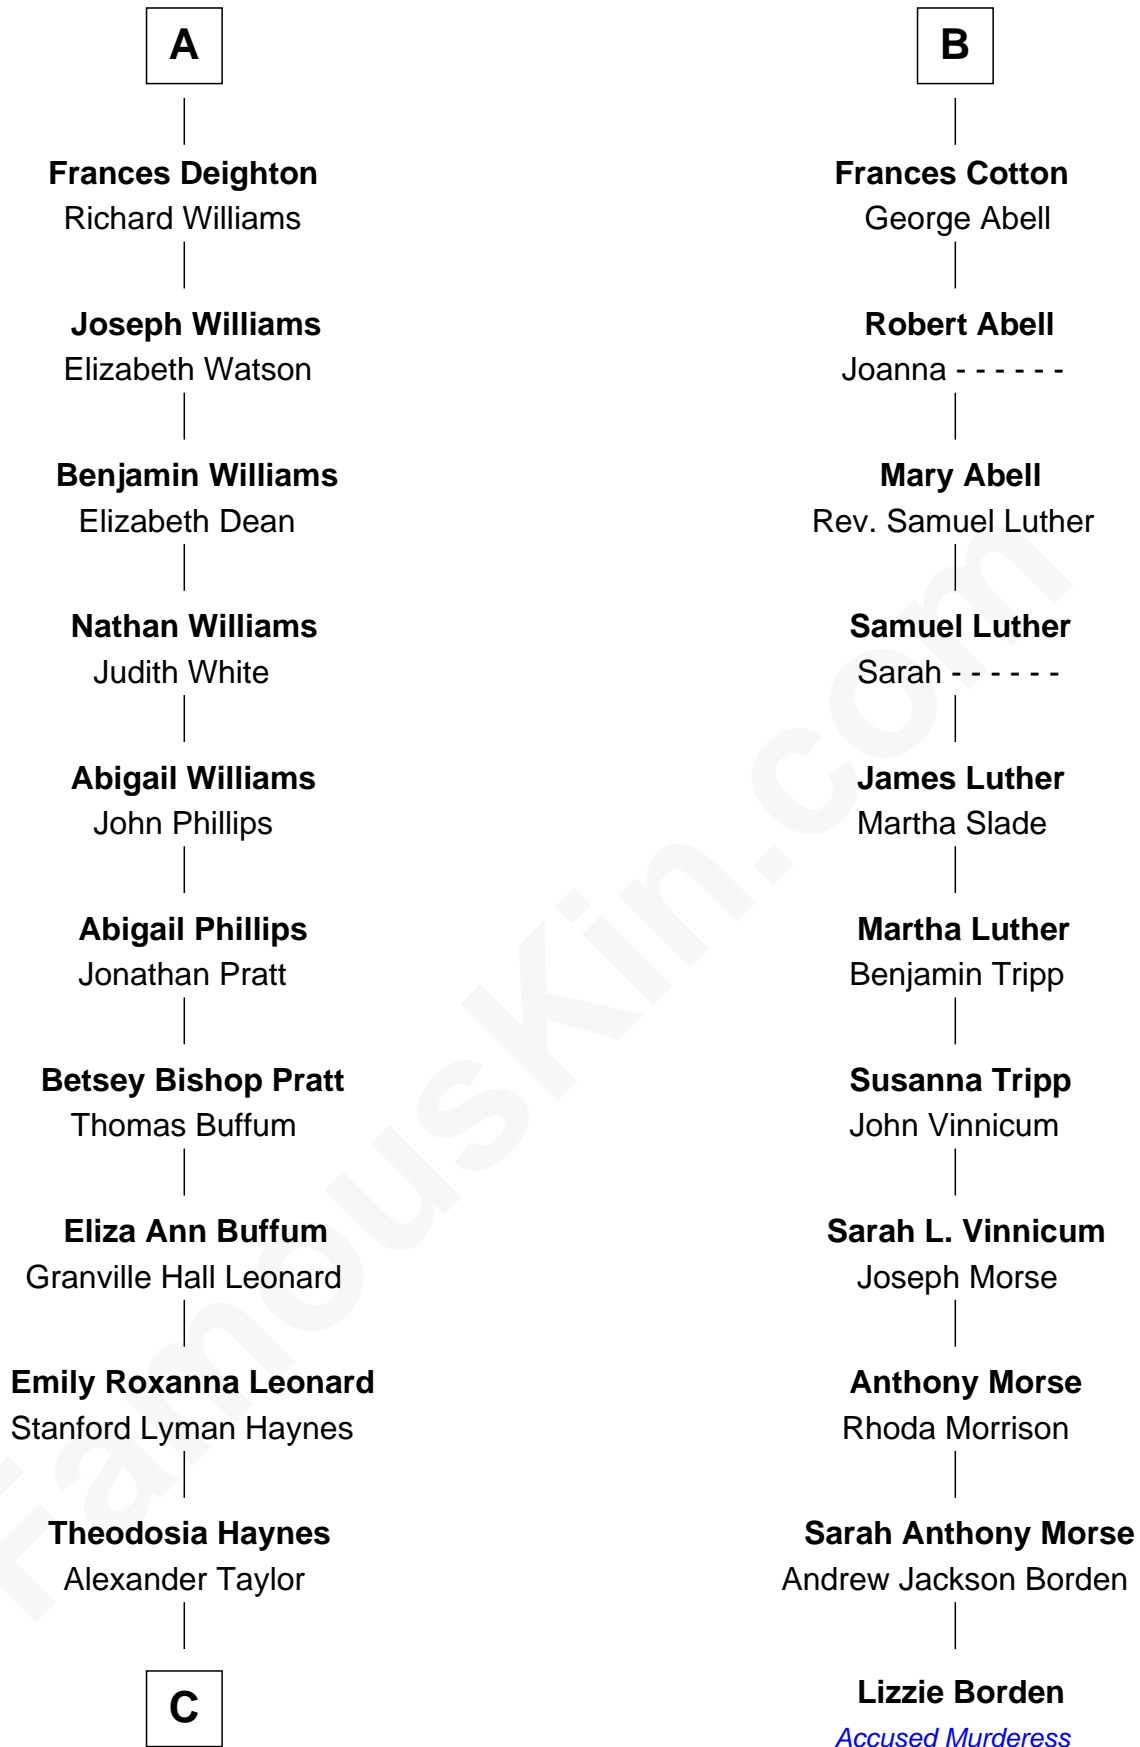 A
Frances Deighton
Richard Williams
Joseph Williams
Elizabeth Watson
Benjamin Williams
Elizabeth Dean
Nathan Williams
Judith White
Abigail Williams
John Phillips
Abigail Phillips
Jonathan Pratt
Betsey Bishop Pratt
Thomas Buffum
Eliza Ann Buffum
Granville Hall Leonard
Emily Roxanna Leonard
Stanford Lyman Haynes
Theodosia Haynes
Alexander Taylor
C
B
Frances Cotton
George Abell
Robert Abell
Joanna - - - - - -
Mary Abell
Rev. Samuel Luther
Samuel Luther
Sarah - - - - - -
James Luther
Martha Slade
Martha Luther
Benjamin Tripp
Susanna Tripp
John Vinnicum
Sarah L. Vinnicum
Joseph Morse
Anthony Morse
Rhoda Morrison
Sarah Anthony Morse
Andrew Jackson Borden
Lizzie Borden
Accused Murderess
FamousKin.com